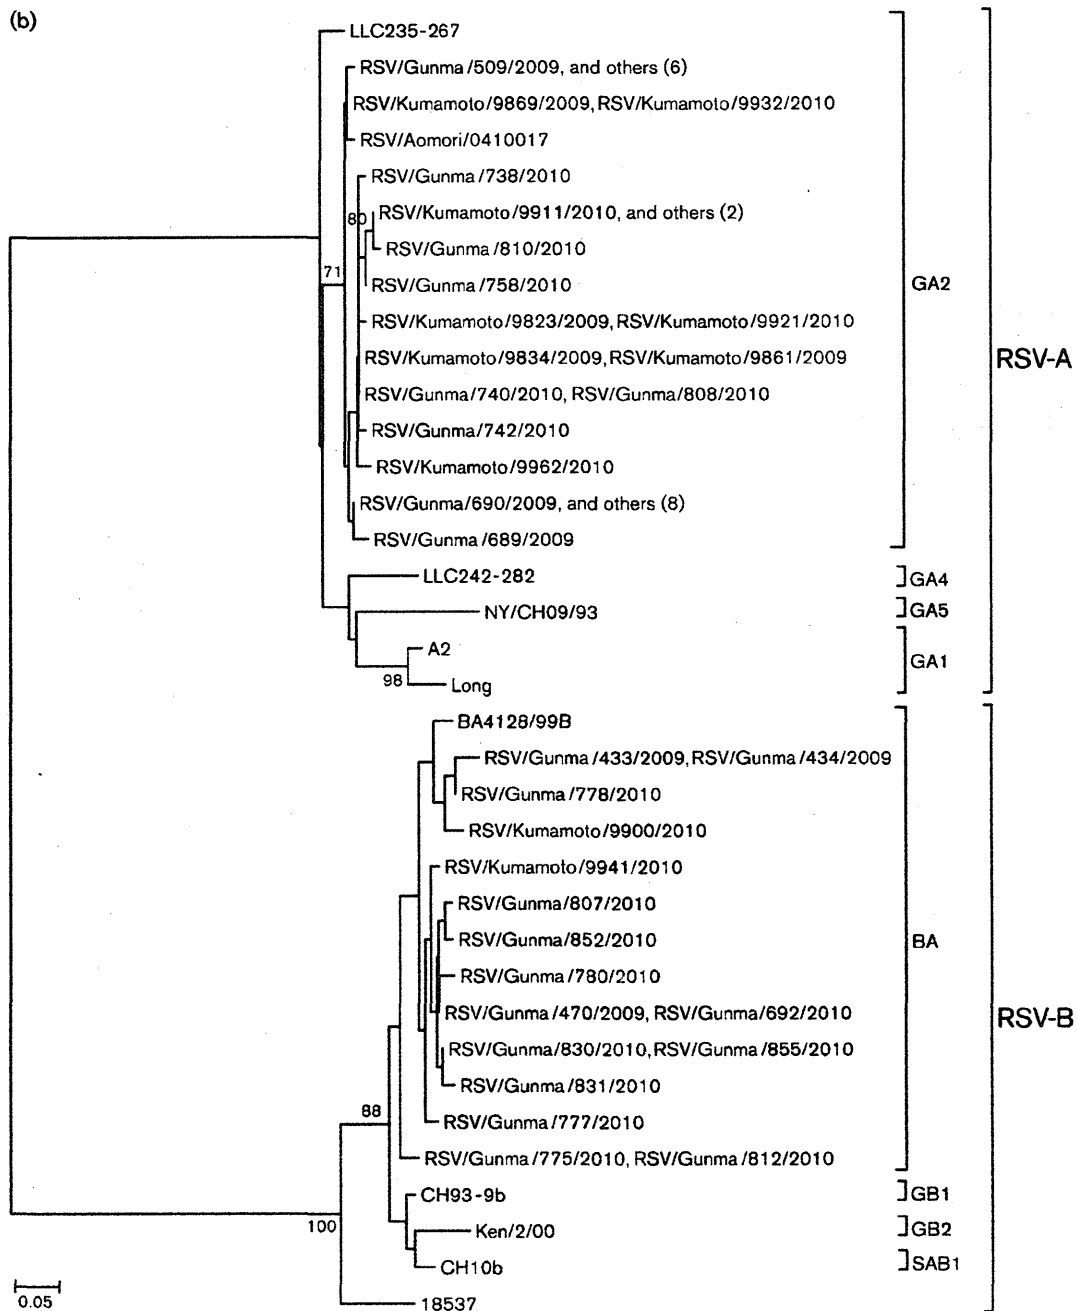 (b)
LLC235-267
RSV/Gunma/509/2009, and others (6)
RSV/Kumamoto/9869/2009, RSV/Kumamoto/9932/2010
RSV/Aomori/0410017
RSV/Gunma/738/2010
80
RSV/Kumamoto/9911/2010, and others (2)
RSV/Gunma/810/2010
71
RSV/Gunma/758/2010
GA2
RSV/Kumamoto/9823/2009, RSV/Kumamoto/9921/2010
RSV/Kumamoto/9834/2009, RSV/Kumamoto/9861/2009
RSV-A
RSV/Gunma/740/2010, RSV/Gunma/808/2010
RSV/Gunma/742/2010
RSV/Kumamoto/9962/2010
RSV/Gunma/690/2009, and others (8)
RSV/Gunma/689/2009
LLC242-282
GA4
NY/CH09/93
GA5
A2
GA1
98
Long
BA4128/99B
RSV/Gunma/433/2009, RSV/Gunma/434/2009
RSV/Gunma/778/2010
RSV/Kumamoto/9900/2010
RSV/Kumamoto/9941/2010
RSV/Gunma/807/2010
RSV/Gunma/852/2010
BA
RSV/Gunma/780/2010
RSV/Gunma/470/2009, RSV/Gunma/692/2010
RSV-B
RSV/Gunma/830/2010, RSV/Gunma/855/2010
RSV/Gunma/831/2010
88
RSV/Gunma/777/2010
RSV/Gunma/775/2010, RSV/Gunma/812/2010
CH93-9b
GB1
100
Ken/2/00
GB2
CH10b
SAB1
18537
0.05